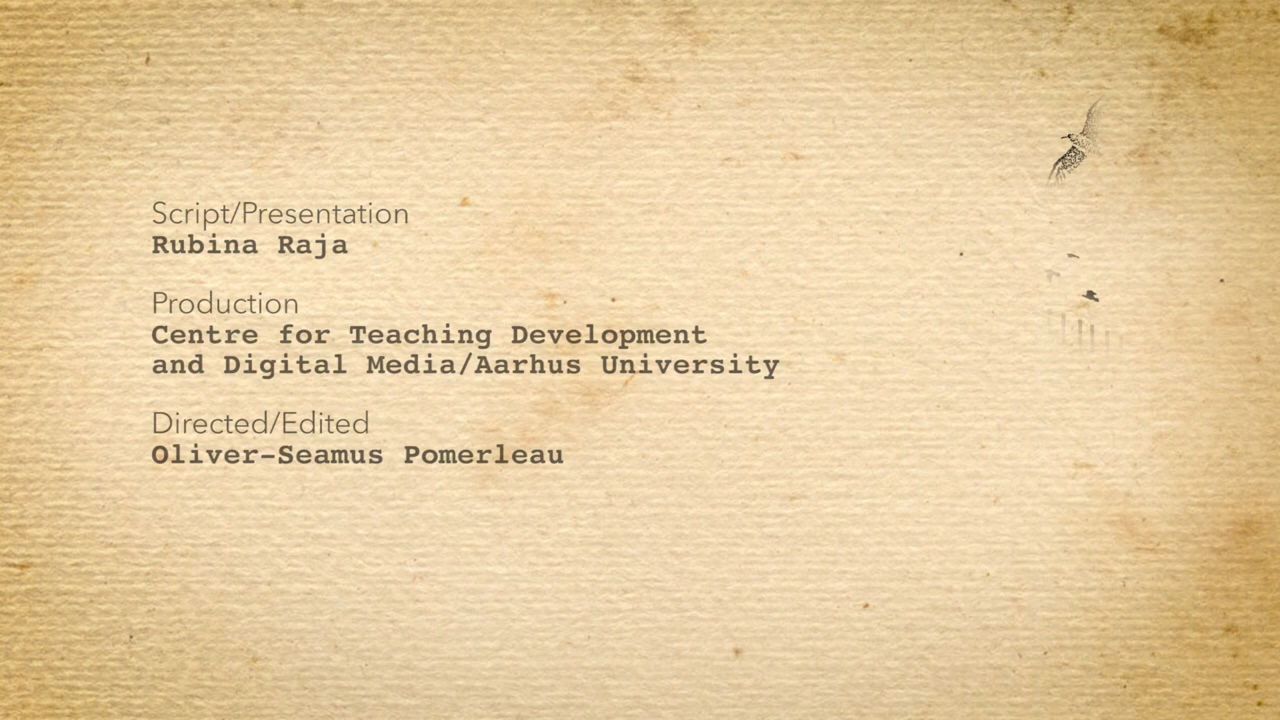 Script/Presentation
Rubina Raja
Production
Centre for Teaching Development
and Digital Media/Aarhus University
Directed/Edited
Oliver-Seamus Pomerleau